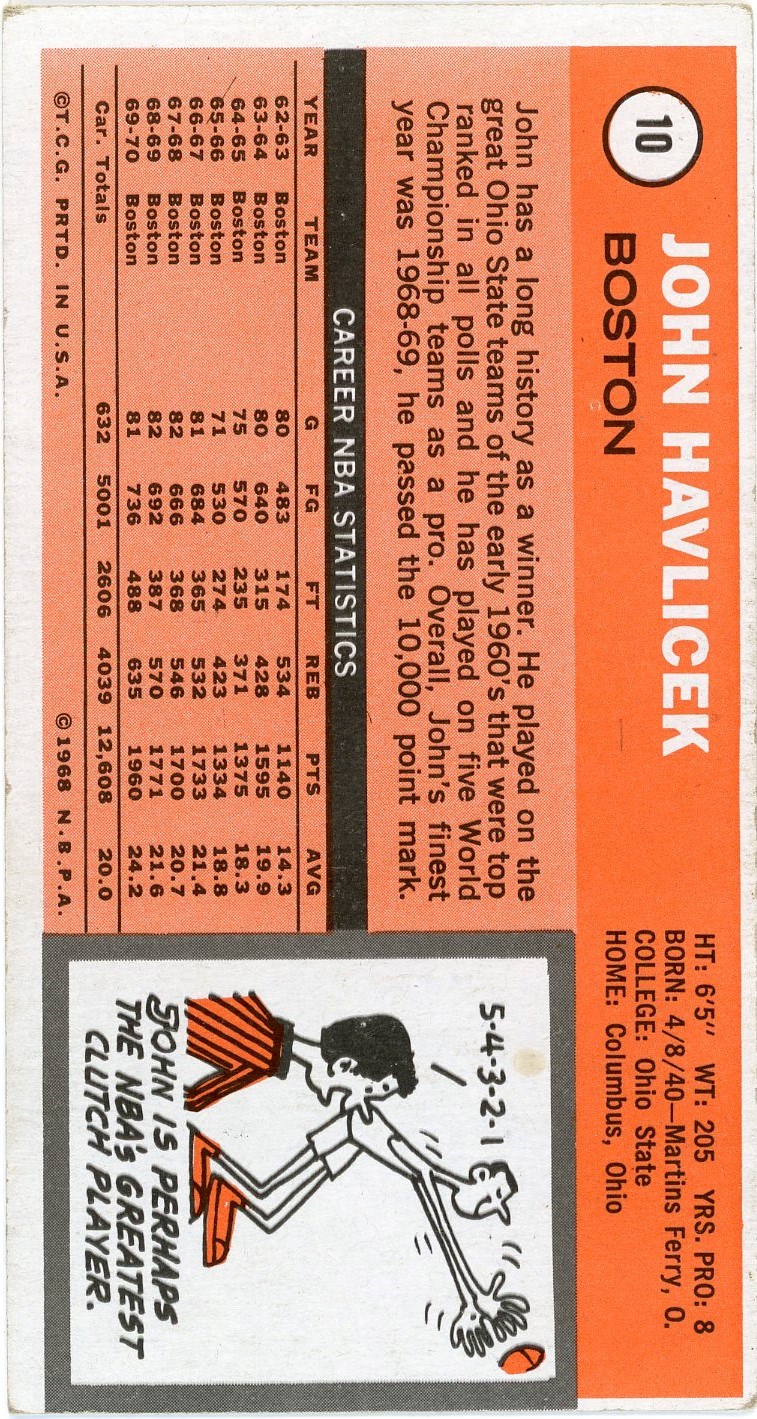 10
JOHN HAVLICEK
BOSTON
HT: 6'5" WT: 205 YRS. PRO: 8
BORN: 4/8/40—Martins Ferry, O.
COLLEGE: Ohio State
HOME: Columbus, Ohio
John has a long history as a winner. He played on the
great Ohio State teams of the early 1960's that were top
ranked in all polls and he has played on five World
Championship teams as a pro. Overall, John's finest
year was 1968-69, he passed the 10,000 point mark.
CAREER NBA STATISTICS
YEAR TEAM G FG FT REB PTS AVG
62-63 Boston 80 483 174 534 1140 14.3
63-64 Boston 80 640 315 428 1595 19.9
64-65 Boston 75 570 235 371 1375 18.3
65-66 Boston 71 530 274 423 1334 18.8
66-67 Boston 81 684 365 532 1733 21.4
67-68 Boston 82 666 368 546 1700 20.7
68-69 Boston 82 692 387 570 1771 21.6
69-70 Boston 81 736 488 635 1960 24.2
Car. Totals 632 5001 2606 4039 12,608 20.0
©T.C.G. PRTD. IN U.S.A. ©1968 N.B.P.A.
5-4-3-2-1
JOHN IS PERHAPS
THE NBA'S GREATEST
CLUTCH PLAYER.